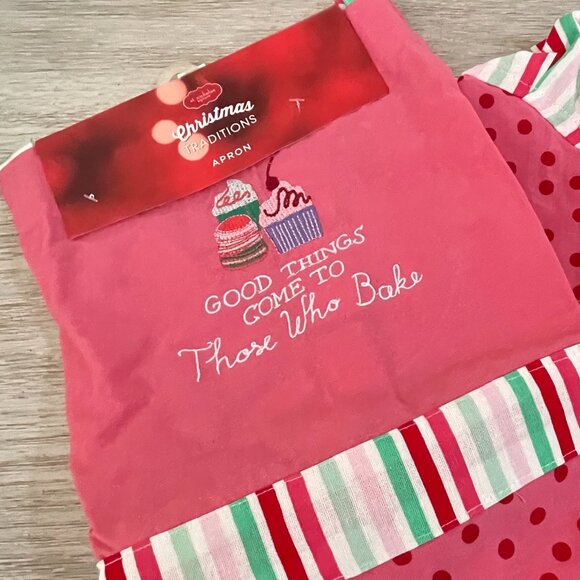 Christmas
TRADITIONS
APRON
GOOD THINGS
COME TO
Those Who Bake